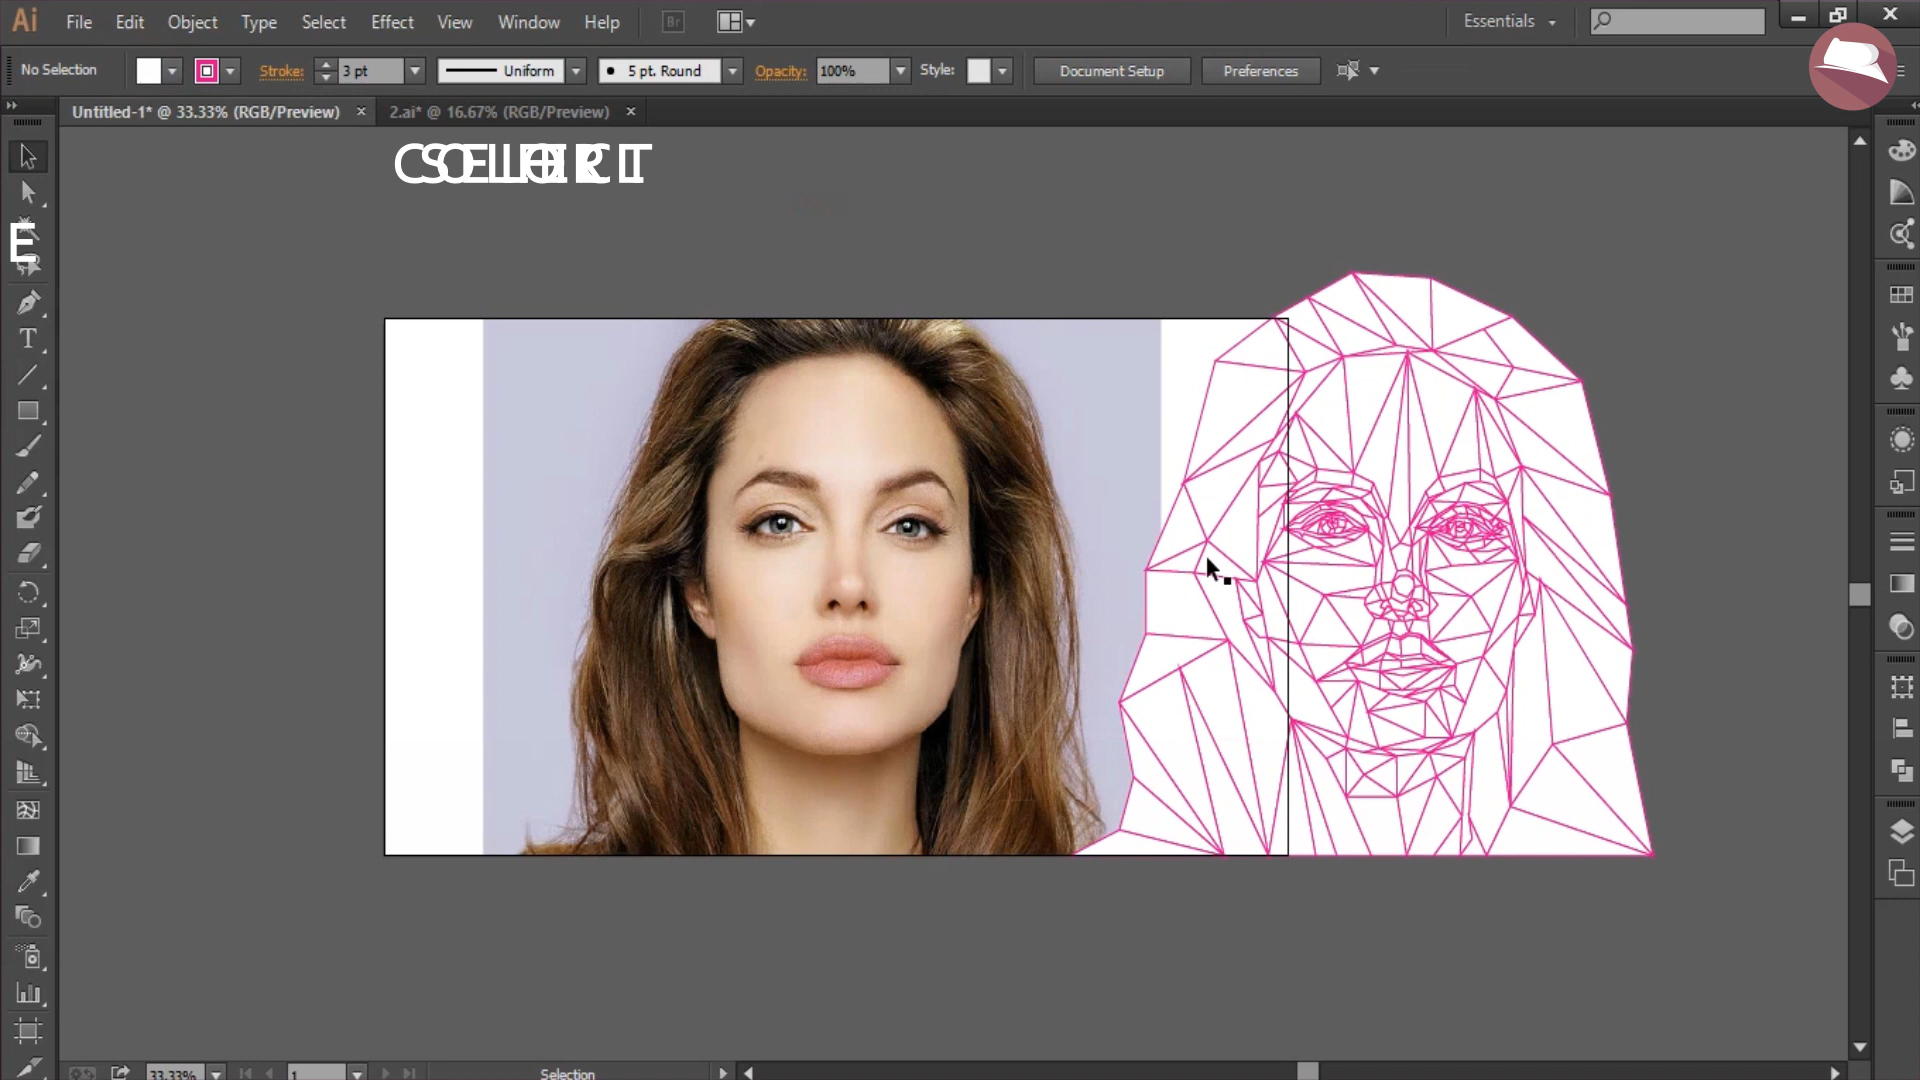 Ai File Edit Object Type Select Effect View Window Help Br Essentials
No Selection Stroke: 3 pt Uniform 5 pt. Round Opacity: 100% Style: Document Setup Preferences
Untitled-1* @ 33.33% (RGB/Preview) × 2.ai* @ 16.67% (RGB/Preview) ×
E
T
33.33% 1 Selection